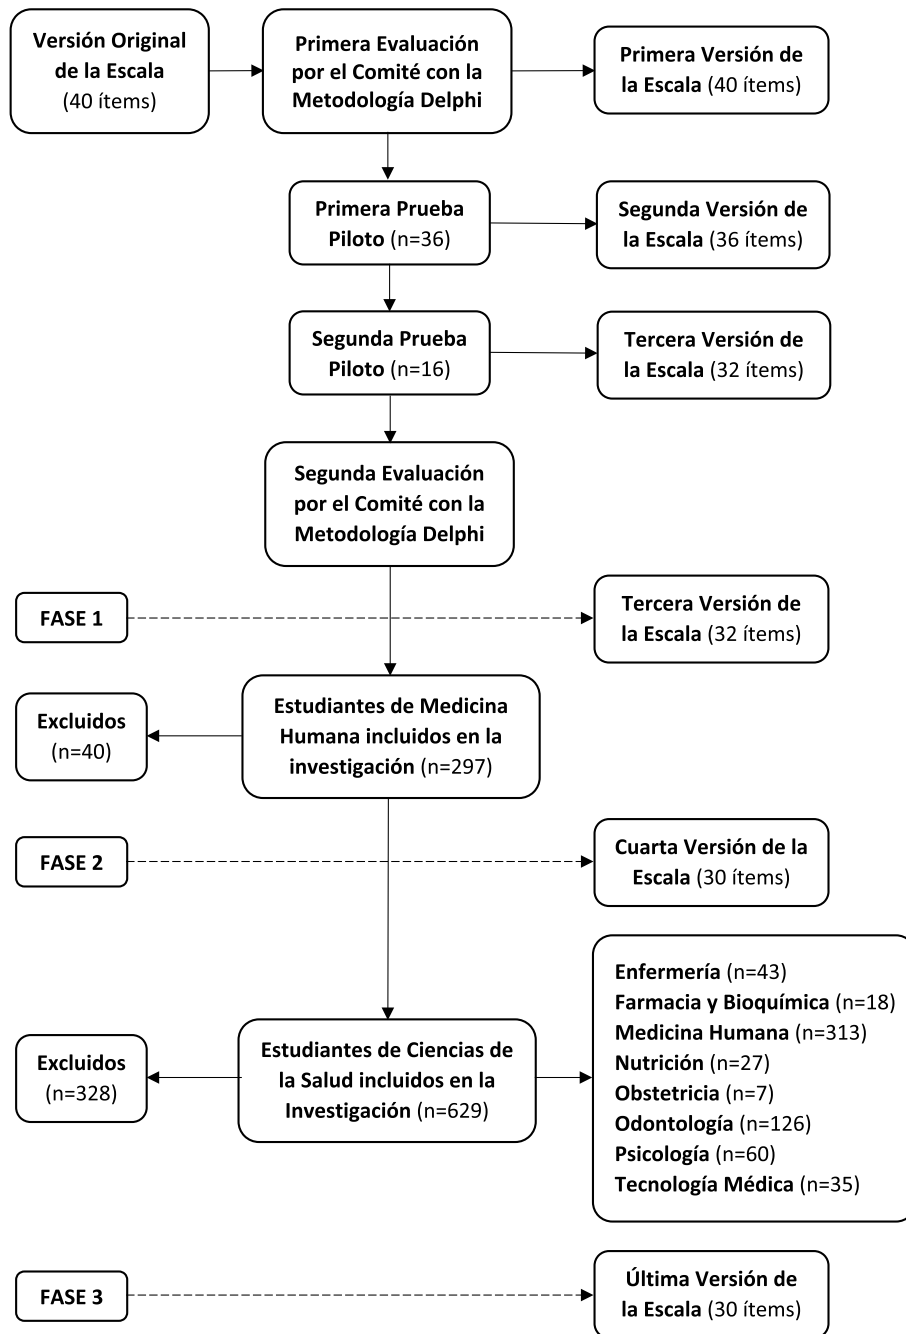 Versión Original
de la Escala
(40 ítems)
Primera Evaluación
por el Comité con la
Metodología Delphi
Primera Versión de
la Escala (40 ítems)
Primera Prueba
Piloto (n=36)
Segunda Versión de
la Escala (36 ítems)
Segunda Prueba
Piloto (n=16)
Tercera Versión de
la Escala (32 ítems)
Segunda Evaluación
por el Comité con la
Metodología Delphi
FASE 1
Tercera Versión de
la Escala (32 ítems)
Excluidos
(n=40)
Estudiantes de Medicina
Humana incluidos en la
investigación (n=297)
FASE 2
Cuarta Versión de la
Escala (30 ítems)
Excluidos
(n=328)
Estudiantes de Ciencias de
la Salud incluidos en la
Investigación (n=629)
Enfermería (n=43)
Farmacia y Bioquímica (n=18)
Medicina Humana (n=313)
Nutrición (n=27)
Obstetricia (n=7)
Odontología (n=126)
Psicología (n=60)
Tecnología Médica (n=35)
FASE 3
Última Versión de
la Escala (30 ítems)